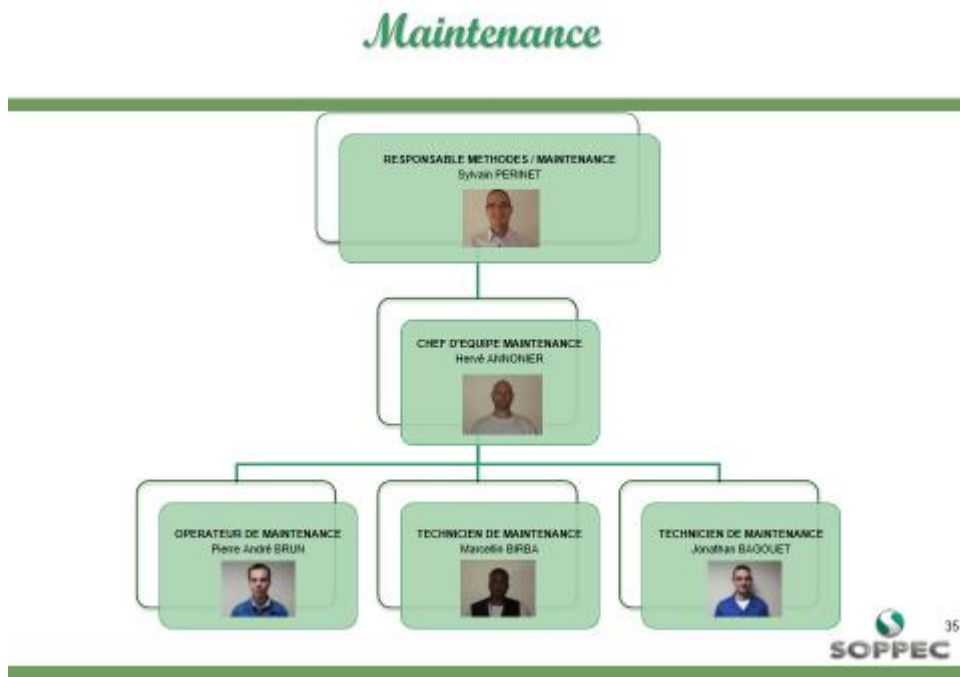 Maintenance
RESPONSABLE METHODES / MAINTENANCE
Sylvain PERINET
CHEF D'EQUIPE MAINTENANCE
Hervé ANNONIER
OPERATEUR DE MAINTENANCE
Pierre André BRUN
TECHNICIEN DE MAINTENANCE
Marcellin BIRBA
TECHNICIEN DE MAINTENANCE
Jonathan BAGOUET
SOPPEC
35